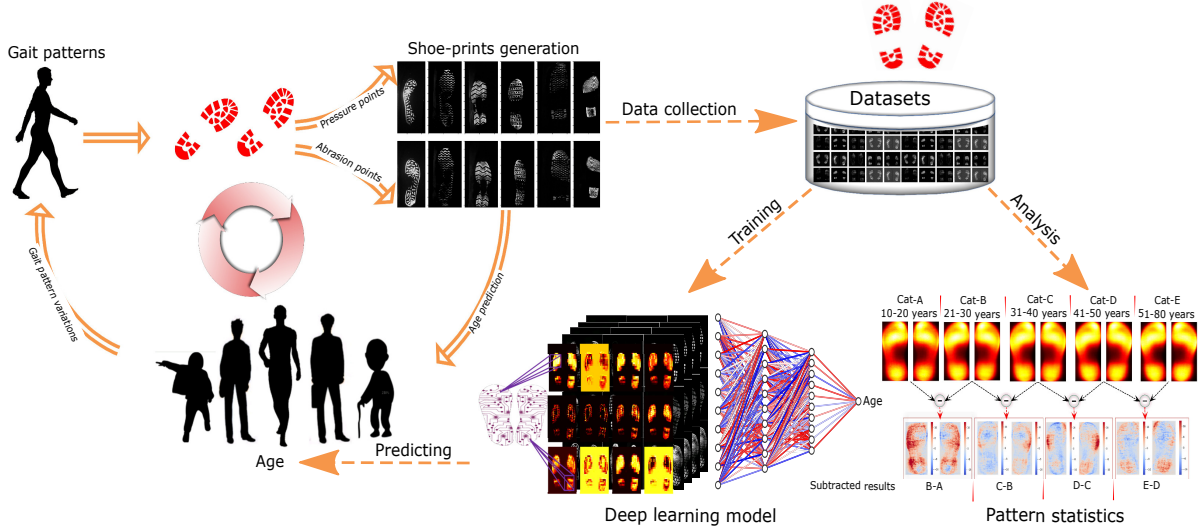 Gait patterns
Shoe-prints generation
Pressure points
Abrasion points
Data collection
Datasets
Training
Analysis
Gait pattern variations
Age prediction
Age
Predicting
Deep learning model
Age
Cat-A
10-20 years
Cat-B
21-30 years
Cat-C
31-40 years
Cat-D
41-50 years
Cat-E
51-80 years
Subtracted results
B-A
C-B
D-C
E-D
Pattern statistics